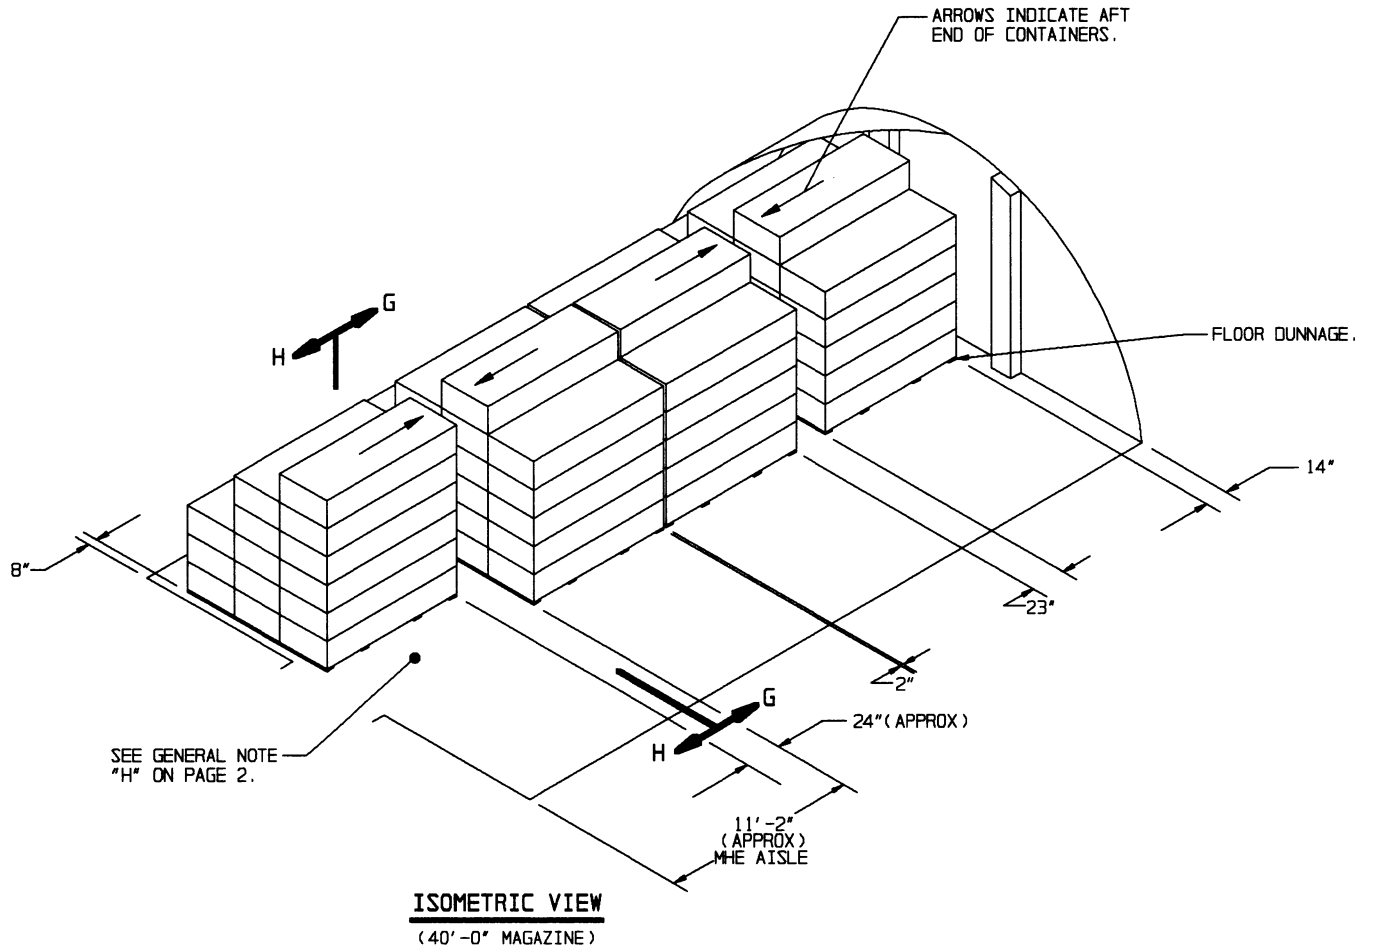 ARROWS INDICATE AFT
END OF CONTAINERS.
G
H
FLOOR DUNNAGE.
14"
8"
23"
2"
G
24"(APPROX)
H
SEE GENERAL NOTE
"H" ON PAGE 2.
11'-2"
(APPROX)
MHE AISLE
ISOMETRIC VIEW
(40'-0" MAGAZINE)